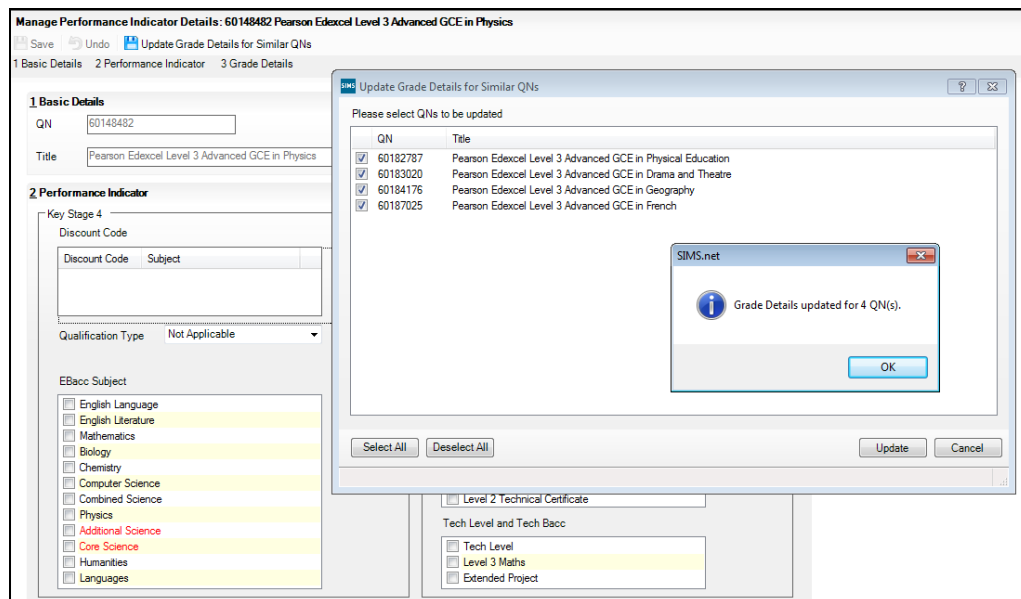 Manage Performance Indicator Details: 60148482 Pearson Edexcel Level 3 Advanced GCE in Physics
Save Undo Update Grade Details for Similar QNs
1 Basic Details 2 Performance Indicator 3 Grade Details
1 Basic Details
QN 60148482
Title Pearson Edexcel Level 3 Advanced GCE in Physics
2 Performance Indicator
Key Stage 4
Discount Code
Discount Code Subject
Qualification Type Not Applicable
EBacc Subject
English Language
English Literature
Mathematics
Biology
Chemistry
Computer Science
Combined Science
Physics
Additional Science
Core Science
Humanities
Languages
SIMS Update Grade Details for Similar QNs
Please select QNs to be updated
QN Title
60182787 Pearson Edexcel Level 3 Advanced GCE in Physical Education
60183020 Pearson Edexcel Level 3 Advanced GCE in Drama and Theatre
60184176 Pearson Edexcel Level 3 Advanced GCE in Geography
60187025 Pearson Edexcel Level 3 Advanced GCE in French
SIMS.net
Grade Details updated for 4 QN(s).
OK
Select All Deselect All Update Cancel
Level 2 Technical Certificate
Tech Level and Tech Bacc
Tech Level
Level 3 Maths
Extended Project